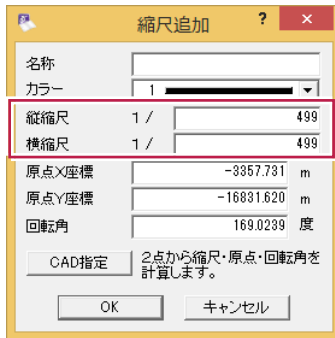 縮尺追加 ? ×
名称
カラー 1
縦縮尺 1 / 499
横縮尺 1 / 499
原点X座標 -3357.731 m
原点Y座標 -16831.620 m
回転角 169.0239 度
CAD指定 2点から縮尺・原点・回転角を
計算します。
OK キャンセル